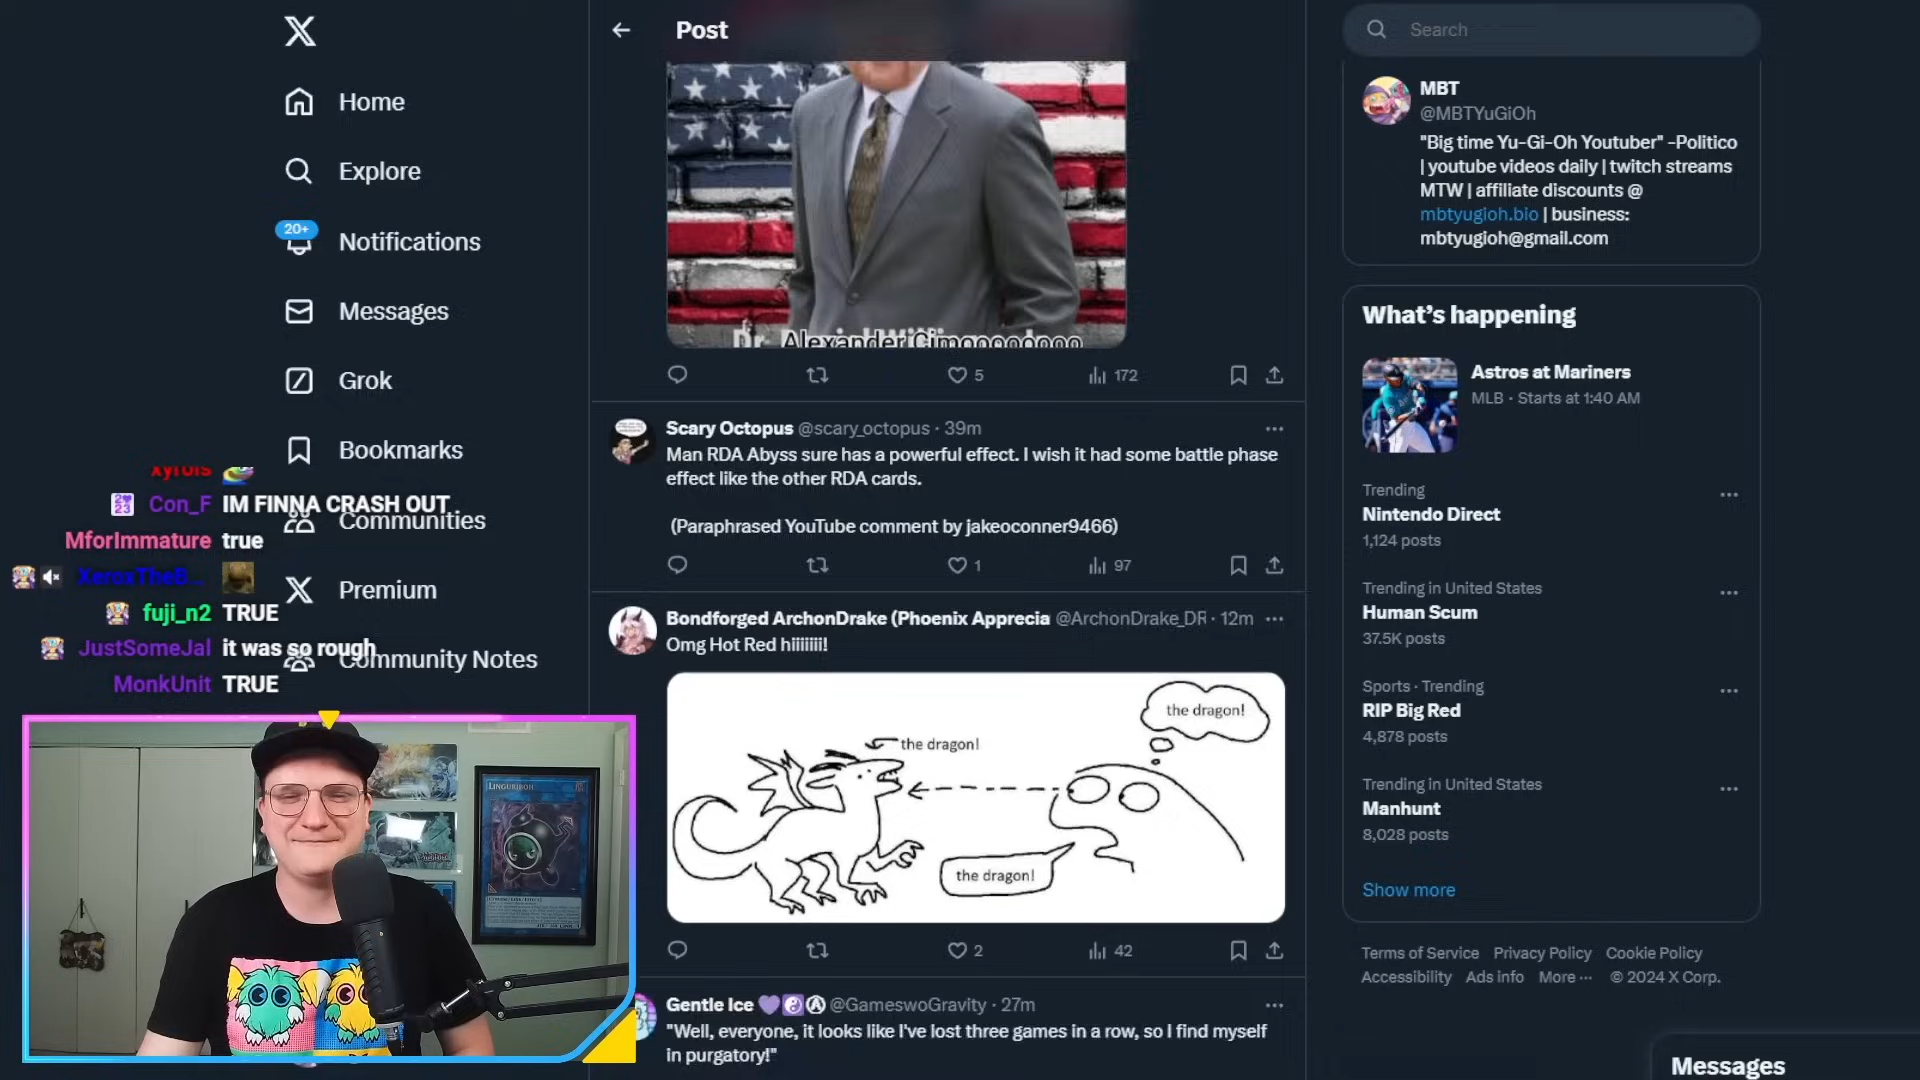 Home
Explore
20+
Notifications
Messages
Grok
Bookmarks
Communities
Premium
Community Notes
xyrois
Con_F IM FINNA CRASH OUT
MforImmature true
XeroxTheB...
fuji_n2 TRUE
JustSomeJal it was so rough
MonkUnit TRUE
LINGURIBOH
Post
Dr. Alexander Cimoooooooo
5
172
Scary Octopus @scary_octopus · 39m
Man RDA Abyss sure has a powerful effect. I wish it had some battle phase
effect like the other RDA cards.
(Paraphrased YouTube comment by jakeoconner9466)
1
97
Bondforged ArchonDrake (Phoenix Apprecia @ArchonDrake_DR · 12m
Omg Hot Red hiiiiiii!
the dragon!
the dragon!
the dragon!
2
42
Gentle Ice @GameswoGravity · 27m
"Well, everyone, it looks like I've lost three games in a row, so I find myself
in purgatory!"
Search
MBT
@MBTYuGiOh
"Big time Yu-Gi-Oh Youtuber" -Politico
| youtube videos daily | twitch streams
MTW | affiliate discounts @
mbtyugioh.bio | business:
mbtyugioh@gmail.com
What's happening
Astros at Mariners
MLB · Starts at 1:40 AM
Trending
Nintendo Direct
1,124 posts
Trending in United States
Human Scum
37.5K posts
Sports · Trending
RIP Big Red
4,878 posts
Trending in United States
Manhunt
8,028 posts
Show more
Terms of Service Privacy Policy Cookie Policy
Accessibility Ads info More ··· © 2024 X Corp.
Messages